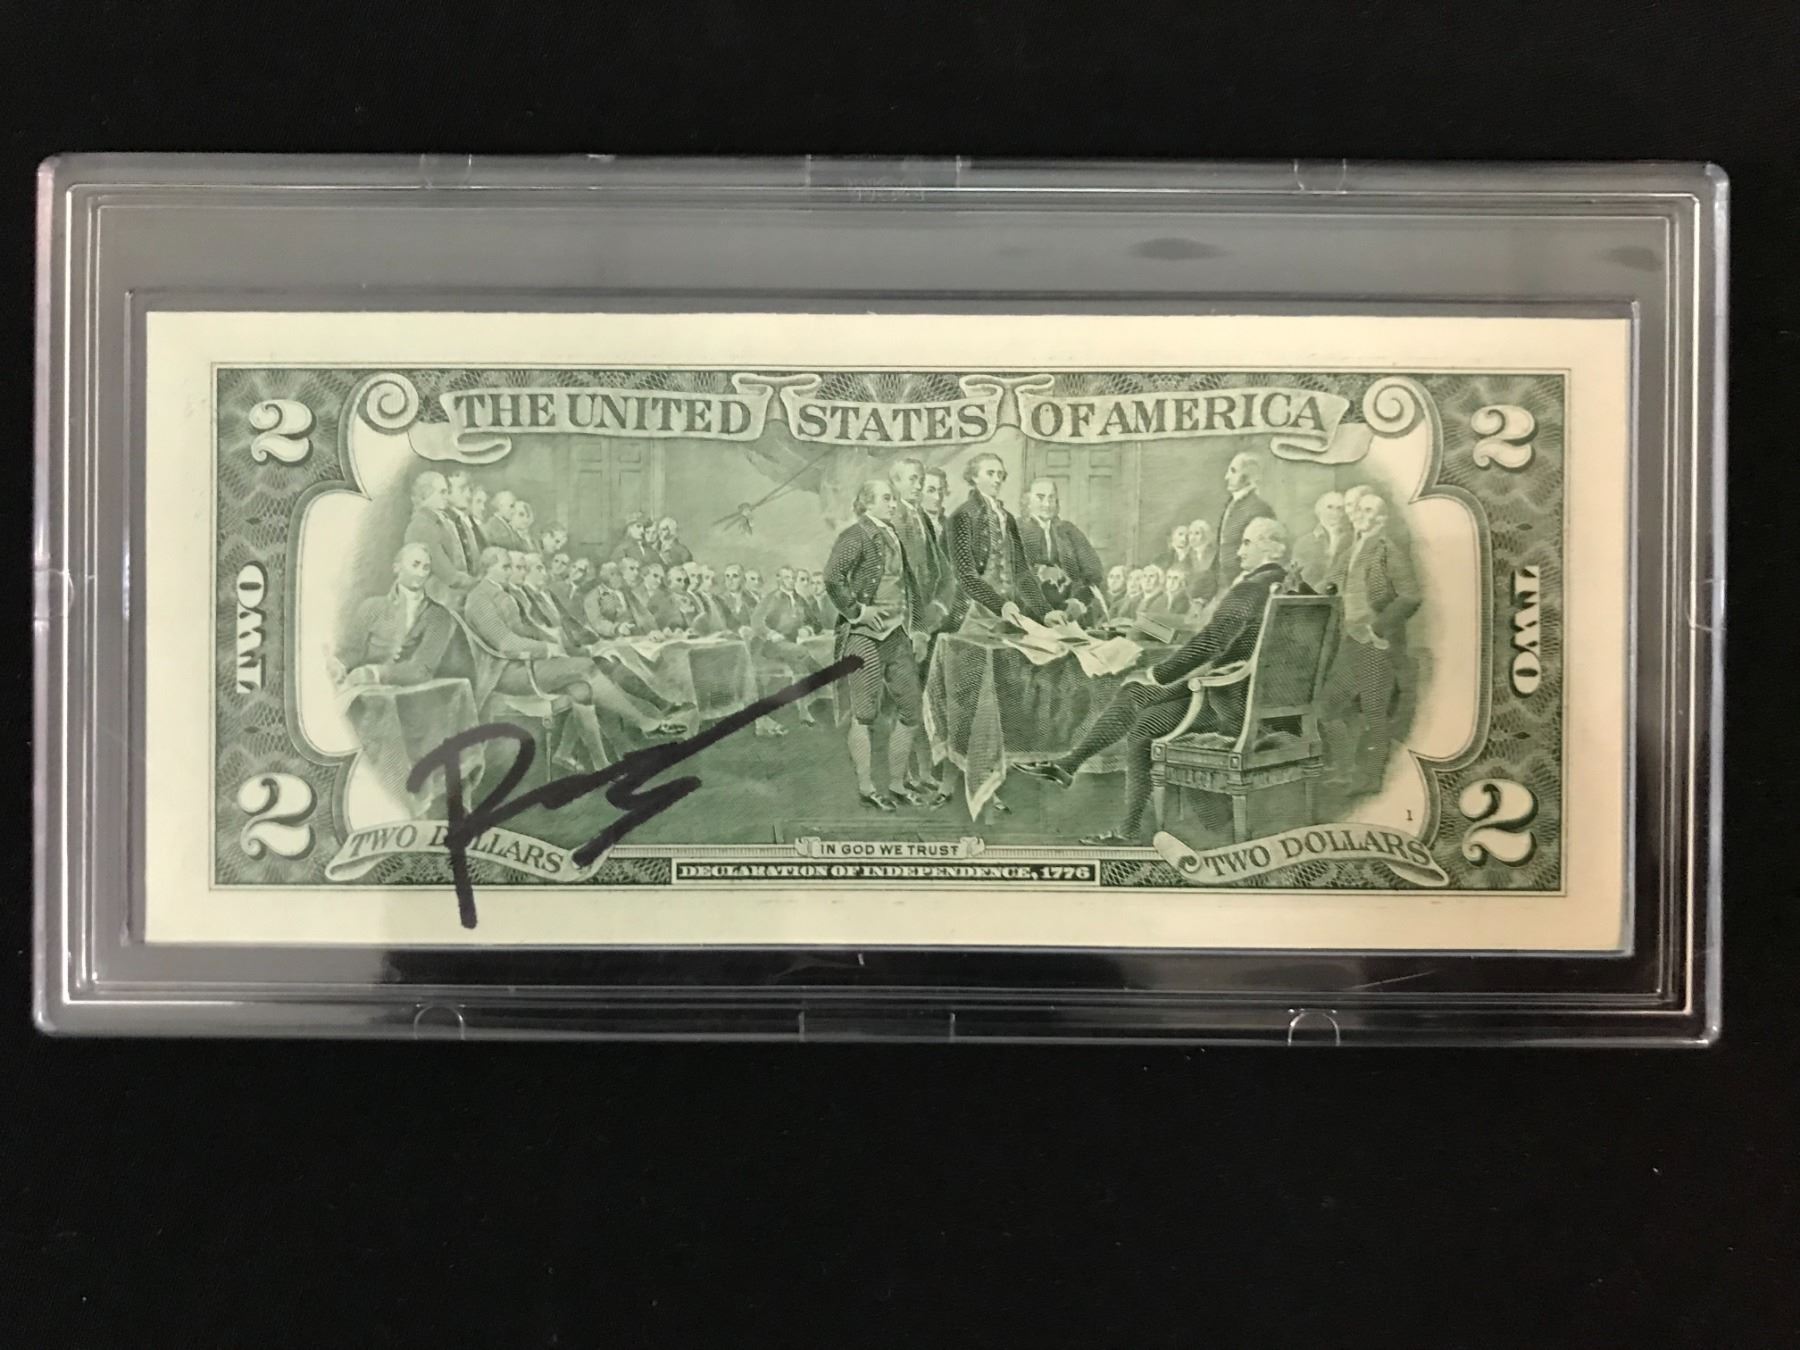 2 THE UNITED STATES OF AMERICA 2
TWO
TWO
2 TWO DOLLARS
IN GOD WE TRUST
DECLARATION OF INDEPENDENCE, 1776
1
TWO DOLLARS 2